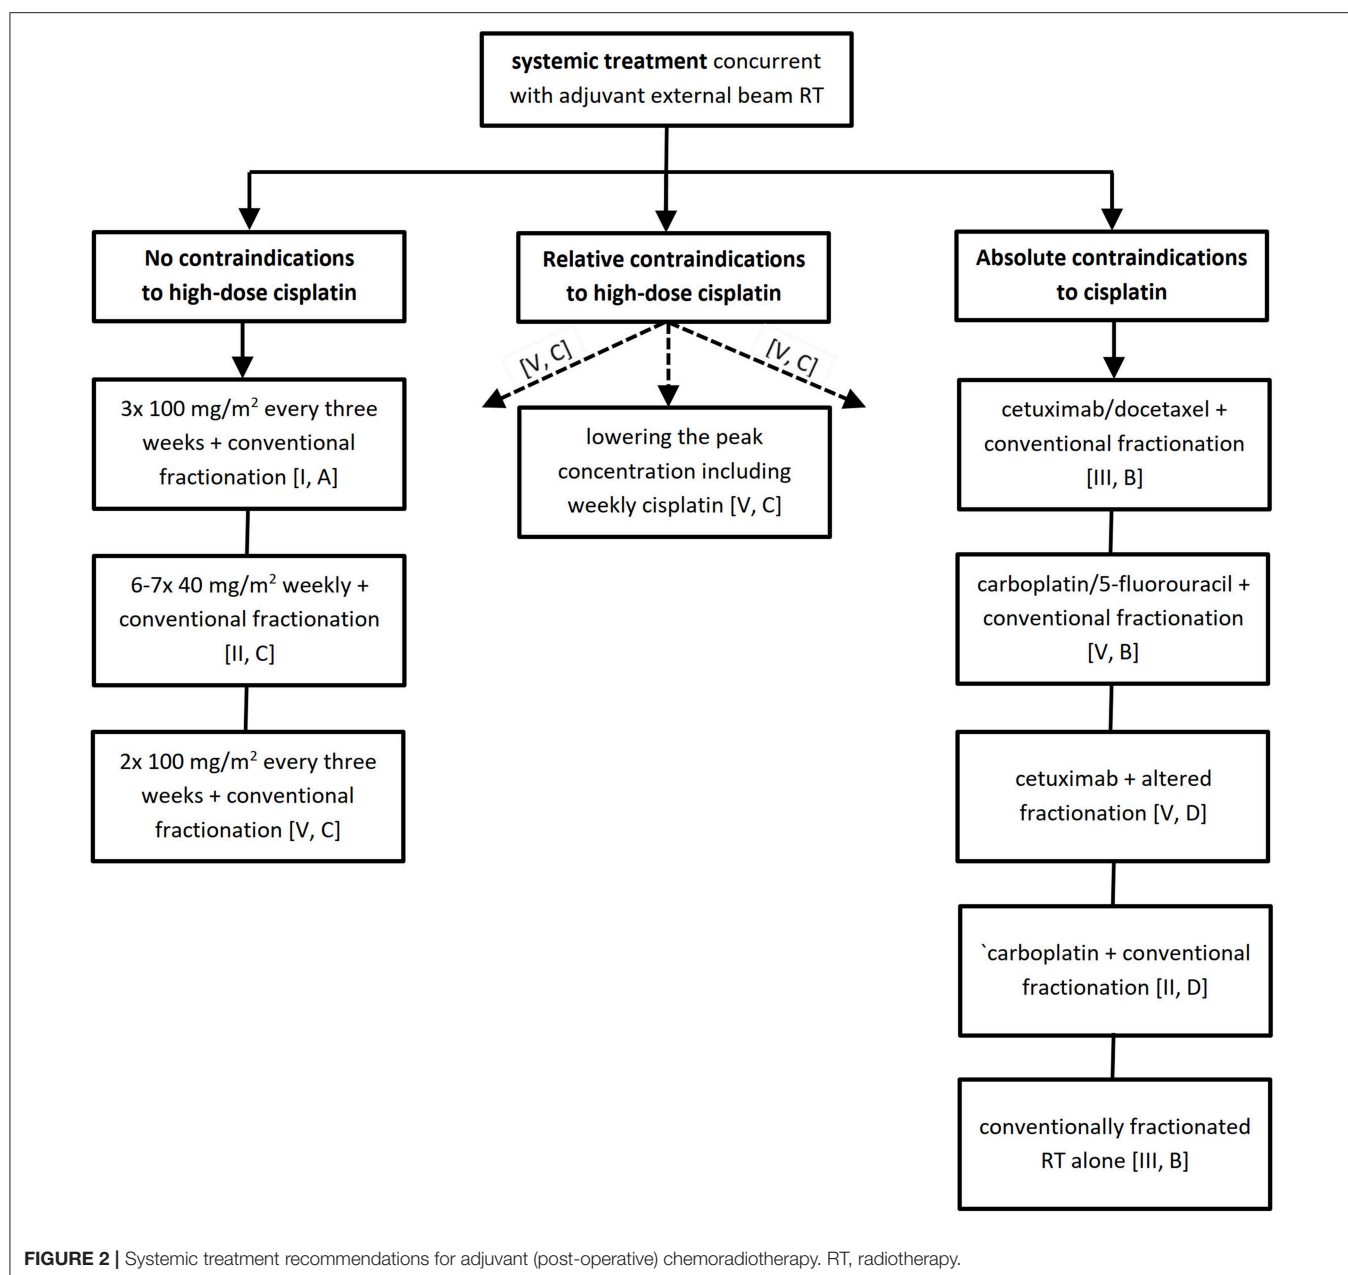 systemic treatment concurrent
with adjuvant external beam RT
No contraindications
to high-dose cisplatin
3x 100 mg/m² every three
weeks + conventional
fractionation [I, A]
6-7x 40 mg/m² weekly +
conventional fractionation
[II, C]
2x 100 mg/m² every three
weeks + conventional
fractionation [V, C]
Relative contraindications
to high-dose cisplatin
[V, C]
[V, C]
lowering the peak
concentration including
weekly cisplatin [V, C]
Absolute contraindications
to cisplatin
cetuximab/docetaxel +
conventional fractionation
[III, B]
carboplatin/5-fluorouracil +
conventional fractionation
[V, B]
cetuximab + altered
fractionation [V, D]
`carboplatin + conventional
fractionation [II, D]
conventionally fractionated
RT alone [III, B]
FIGURE 2 | Systemic treatment recommendations for adjuvant (post-operative) chemoradiotherapy. RT, radiotherapy.